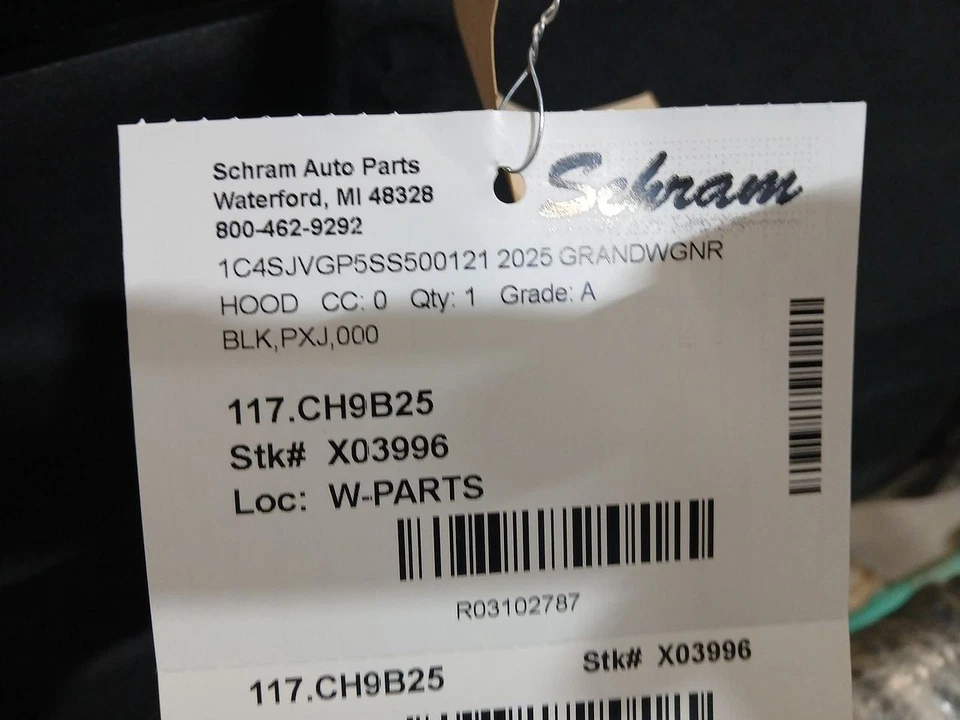 Schram Auto Parts
Schram
Waterford, MI 48328
800-462-9292
1C4SJVGP5SS500121 2025 GRANDWGNR
HOOD CC: 0 Qty: 1 Grade: A
BLK,PXJ,000
117.CH9B25
Stk# X03996
Loc: W-PARTS
R03102787
Stk# X03996
117.CH9B25